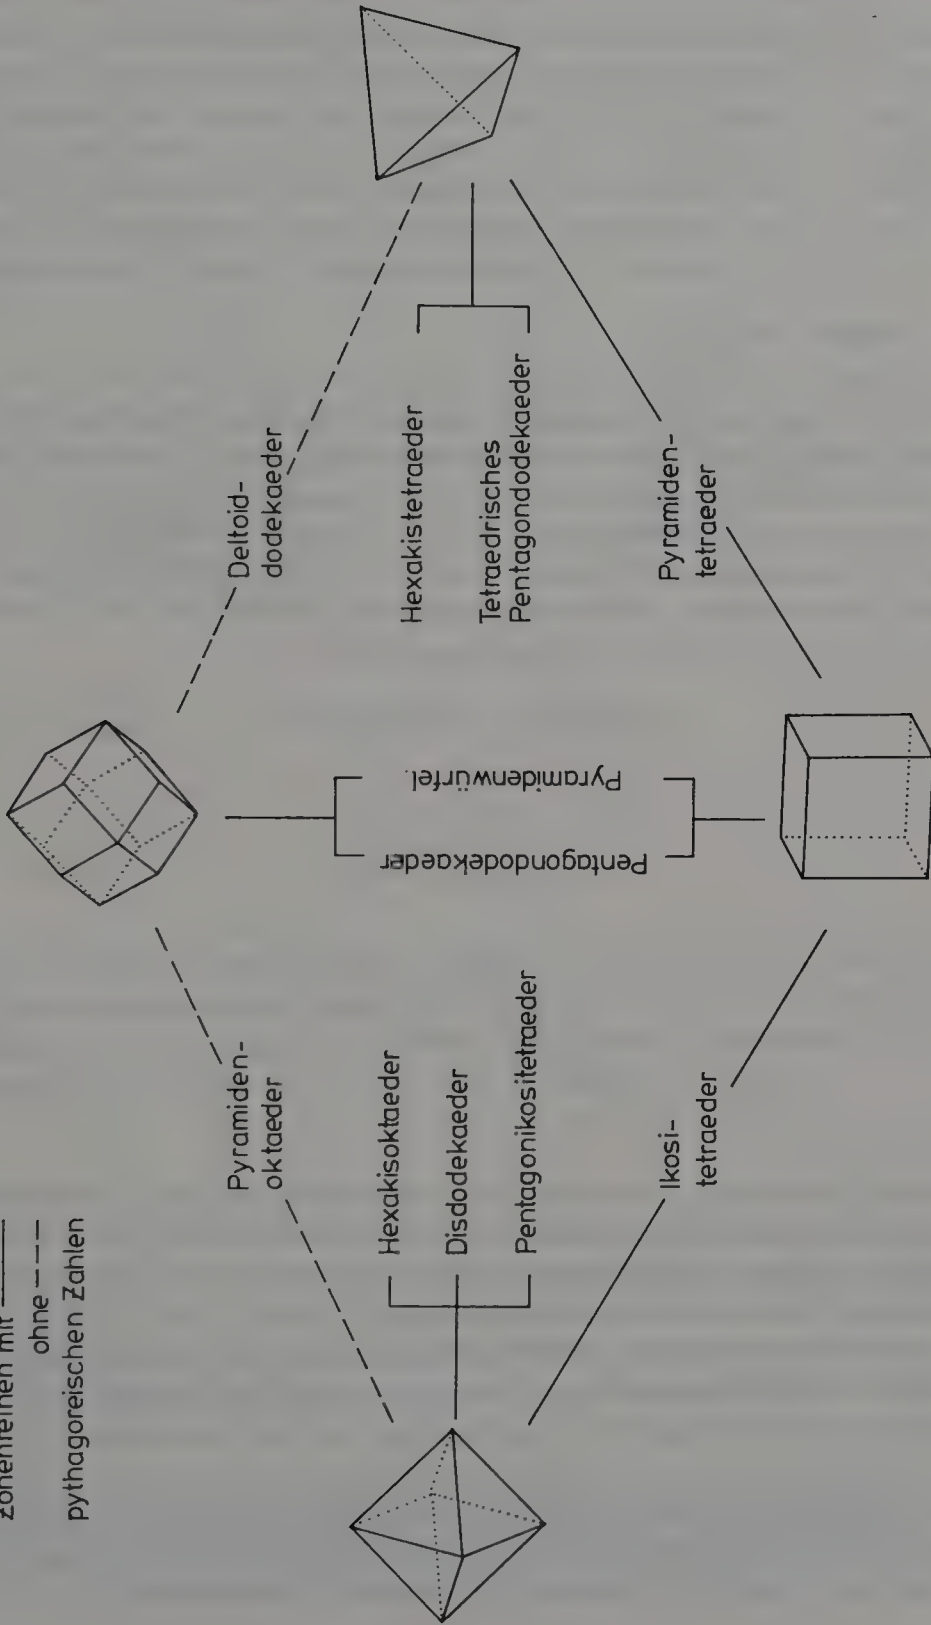 Zonenreihen mit ——
ohne – – –
pythagoreischen Zahlen
Pyramiden-
oktaeder
Deltoid-
dodekaeder
Hexakisoktaeder
Disdodekaeder
Pentagonikositetraeder
Pentagondodekaeder
Pyramidenwürfel.
Hexakistetraeder
Tetraedrisches
Pentagondodekaeder
Ikosi-
tetraeder
Pyramiden-
tetraeder